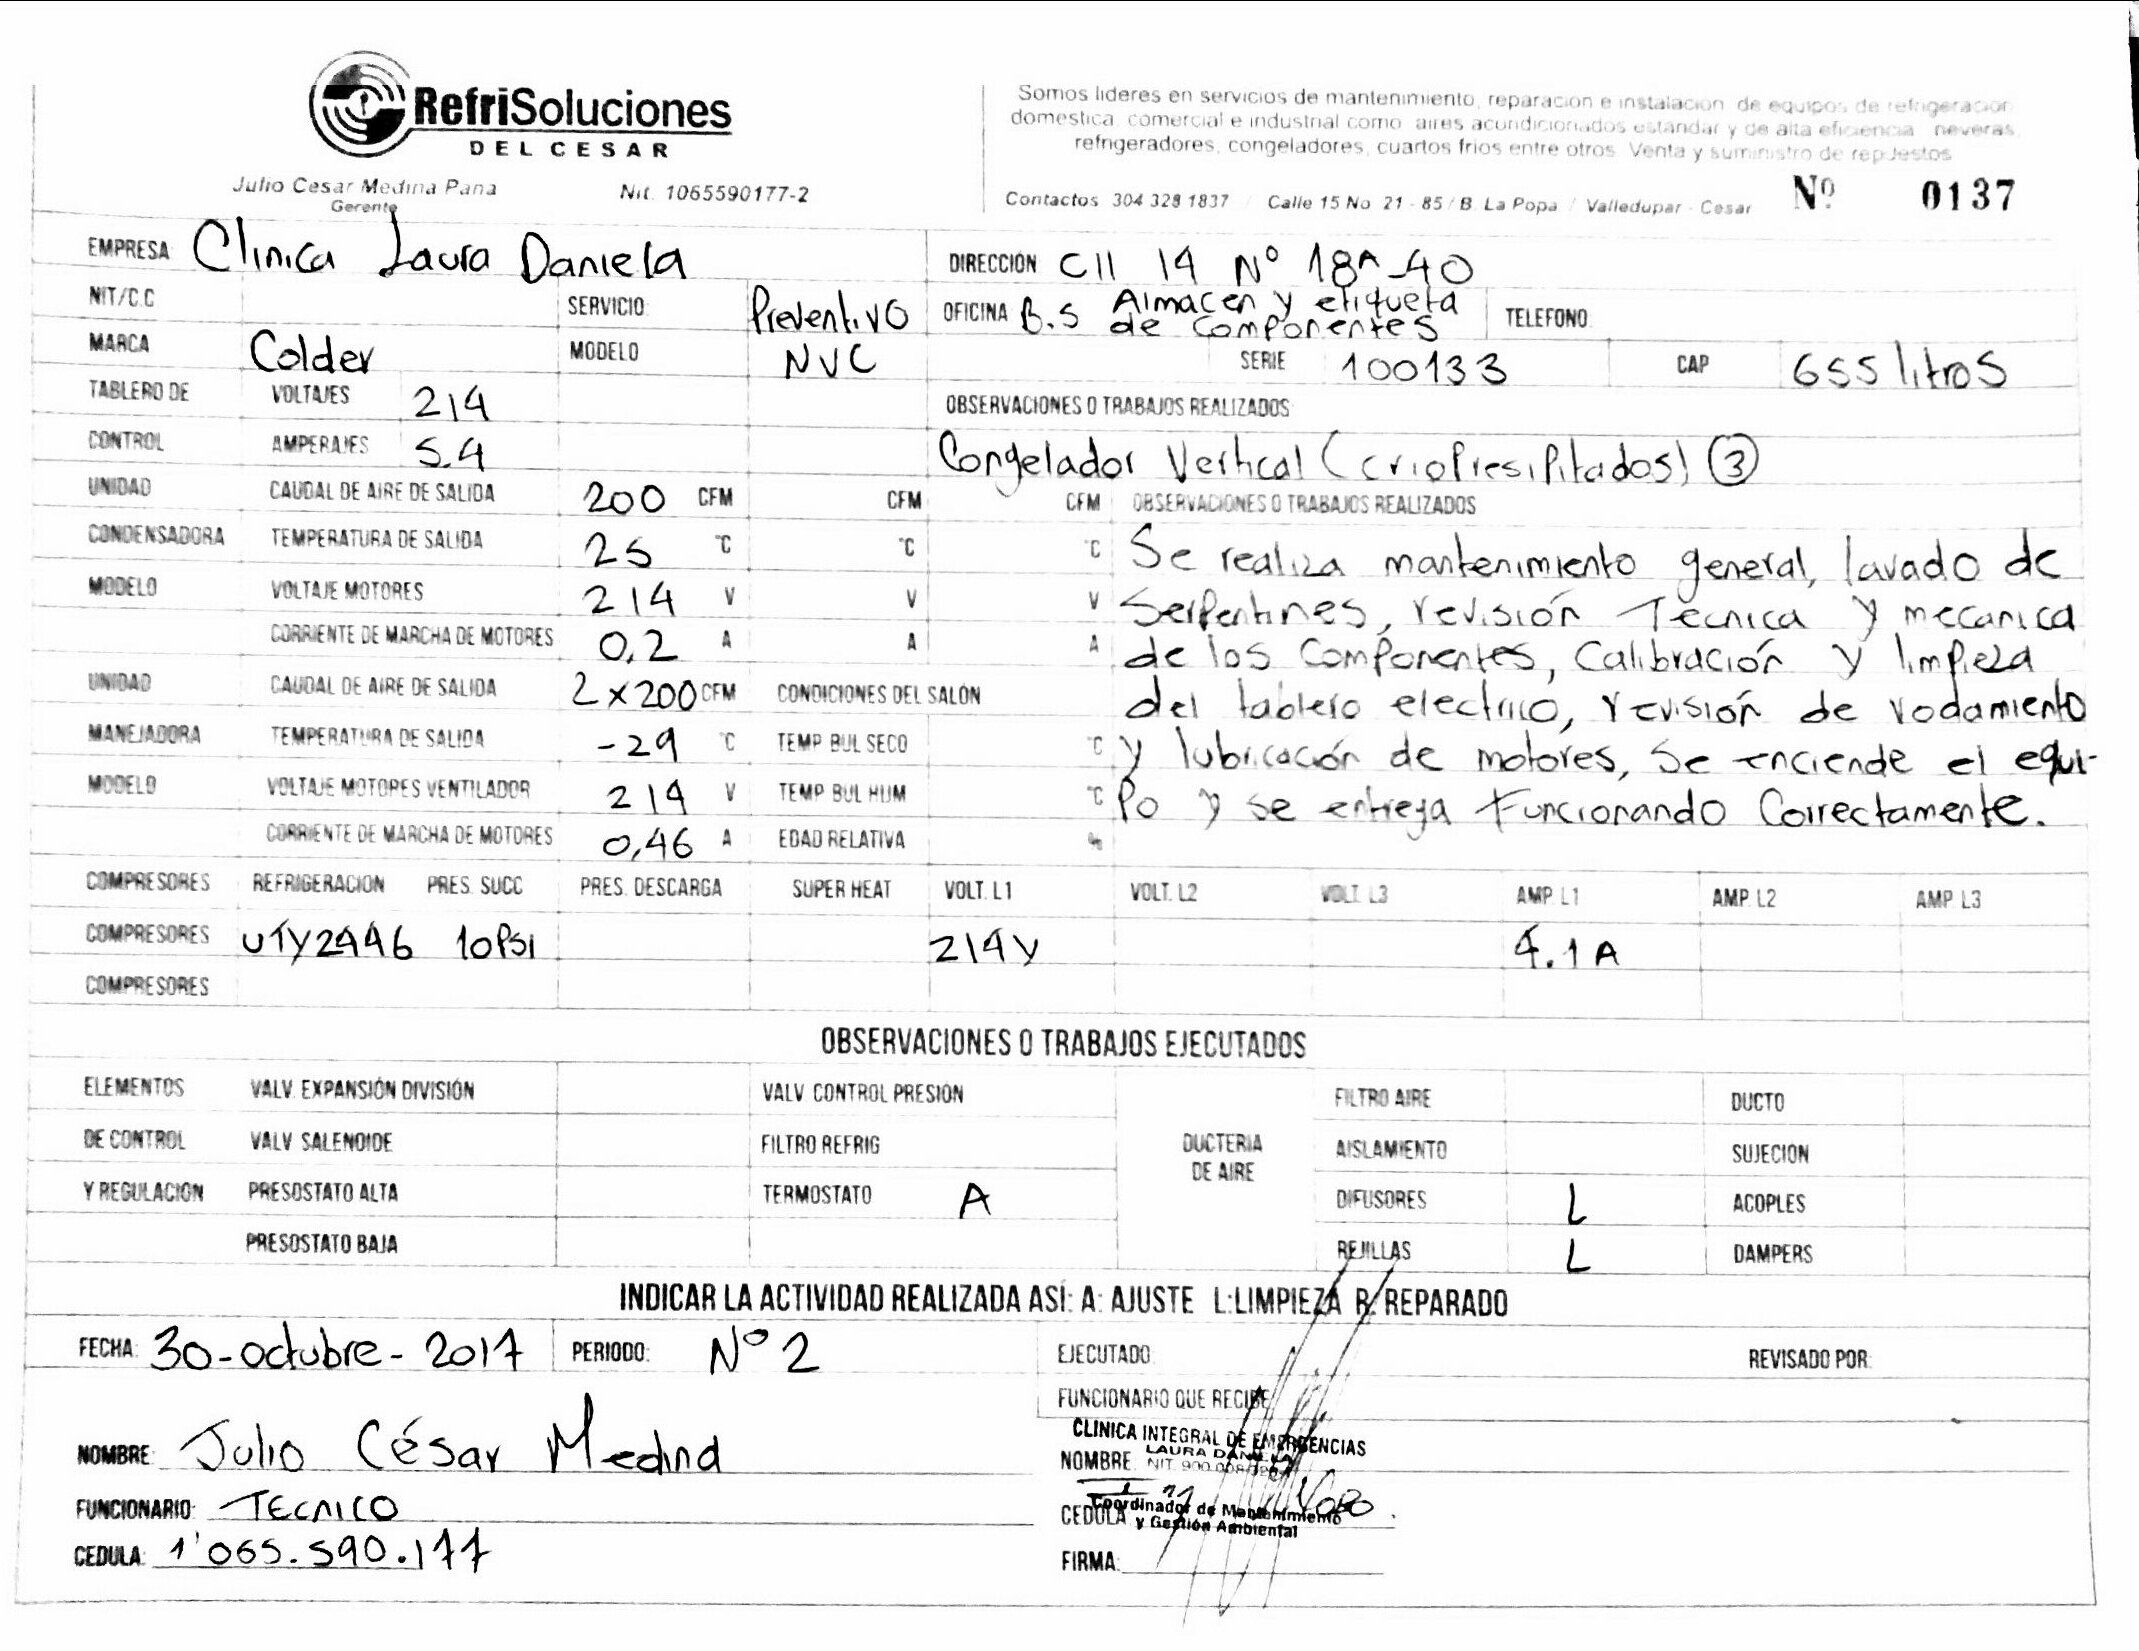 RefriSoluciones
DEL CESAR
Julio Cesar Medina Pana Nit. 1065590177-2
Gerente
Somos lideres en servicios de mantenimiento, reparacion e instalacion de equipos de refrigeracion
domestica comercial e industrial como aires acondicionados estandar y de alta eficiencia neveras,
refrigeradores, congeladores, cuartos frios entre otros Venta y suministro de repuestos
Contactos 304 328 1837 / Calle 15 No 21 - 85 / B. La Popa / Valledupar - Cesar Nº 0137
EMPRESA Clinica Laura Daniela DIRECCIÓN Cll 14 Nº 18A-40
NIT/C.C SERVICIO: Preventivo OFICINA B.S Almacen y etiqueta de componentes TELEFONO
MARCA Colder MODELO NVC SERIE 100133 CAP 655 litros
TABLERO DE VOLTAJES 214 OBSERVACIONES O TRABAJOS REALIZADOS
CONTROL AMPERAJES 5.4 Congelador Vertical (crioPresiPitados) 3
UNIDAD CAUDAL DE AIRE DE SALIDA 200 CFM CFM CFM OBSERVACIONES O TRABAJOS REALIZADOS
CONDENSADORA TEMPERATURA DE SALIDA 25 °C °C °C Se realiza mantenimiento general, lavado de
MODELO VOLTAJE MOTORES 214 V V V SerPentines, revisión Tecnica y mecanica
CORRIENTE DE MARCHA DE MOTORES 0,2 A A A de los ComPonentes, Calibración y limpieza
UNIDAD CAUDAL DE AIRE DE SALIDA 2x200 CFM CONDICIONES DEL SALÓN del tablero electrico, revisión de rodamiento
MANEJADORA TEMPERATURA DE SALIDA -29 °C TEMP BUL SECO °C y lubricación de motores, Se enciende el equi-
MODELO VOLTAJE MOTORES VENTILADOR 214 V TEMP BUL HUM °C Po y se entrega Funcionando Correctamente.
CORRIENTE DE MARCHA DE MOTORES 0,46 A EDAD RELATIVA %
COMPRESORES REFRIGERACION PRES. SUCC PRES. DESCARGA SUPER HEAT VOLT. L1 VOLT. L2 VOLT. L3 AMP. L1 AMP. L2 AMP L3
COMPRESORES UTY2446 10PSi 214V 4.1A
COMPRESORES
OBSERVACIONES O TRABAJOS EJECUTADOS
ELEMENTOS VALV. EXPANSIÓN DIVISIÓN VALV CONTROL PRESION FILTRO AIRE DUCTO
DE CONTROL VALV SALENOIDE FILTRO REFRIG DUCTERIA DE AIRE AISLAMIENTO SUJECION
Y REGULACION PRESOSTATO ALTA TERMOSTATO A DIFUSORES L ACOPLES
PRESOSTATO BAJA REJILLAS L DAMPERS
INDICAR LA ACTIVIDAD REALIZADA ASÍ: A: AJUSTE L:LIMPIEZA R: REPARADO
FECHA: 30-octubre-2017 PERIODO: Nº 2 EJECUTADO REVISADO POR:
FUNCIONARIO QUE RECIBE
CLINICA INTEGRAL DE EMERGENCIAS
LAURA DANIELA
NOMBRE: Julio César Medina NOMBRE NIT.
Coordinador de Mantenimiento
FUNCIONARIO: TECNICO CEDULA y Gestión Ambiental
CEDULA: 1'065.590.177 FIRMA: